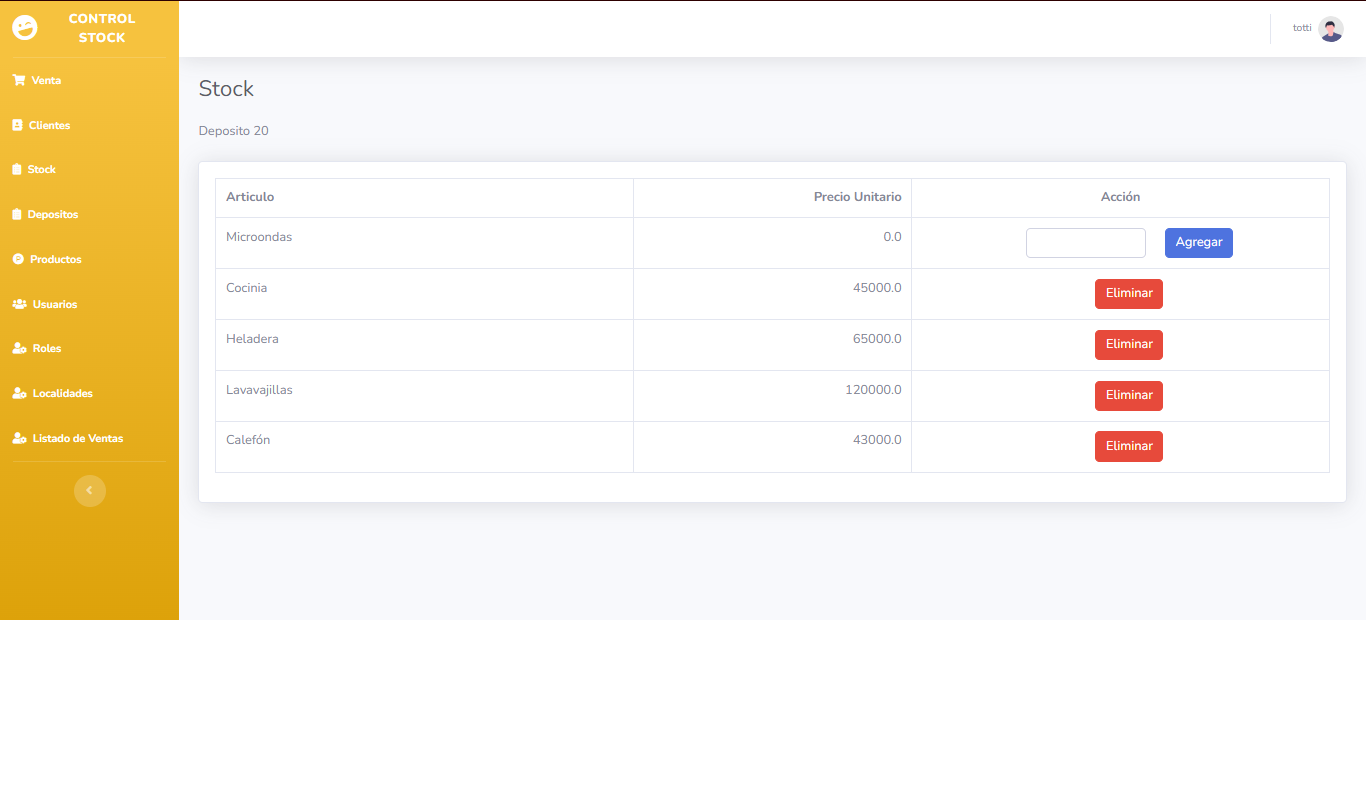 CONTROL
STOCK
totti
Venta
Clientes
Stock
Depositos
Productos
Usuarios
Roles
Localidades
Listado de Ventas
Stock
Deposito 20
Articulo Precio Unitario Acción
Microondas 0.0 Agregar
Cocinia 45000.0 Eliminar
Heladera 65000.0 Eliminar
Lavavajillas 120000.0 Eliminar
Calefón 43000.0 Eliminar